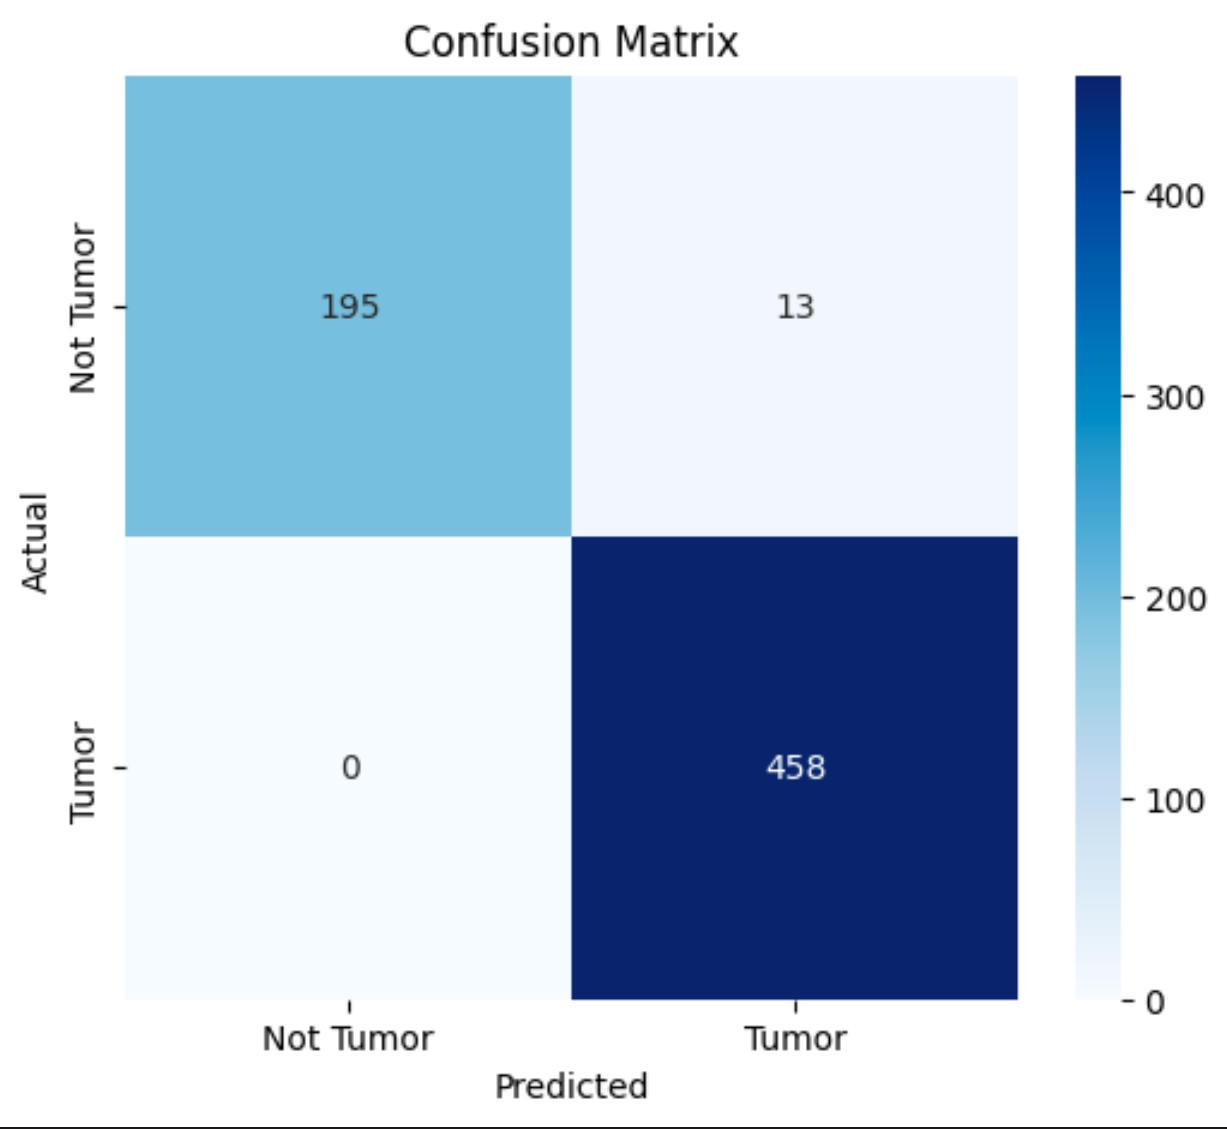 Confusion Matrix
Actual
Not Tumor
Tumor
195
13
0
458
Not Tumor
Tumor
Predicted
400
300
200
100
0